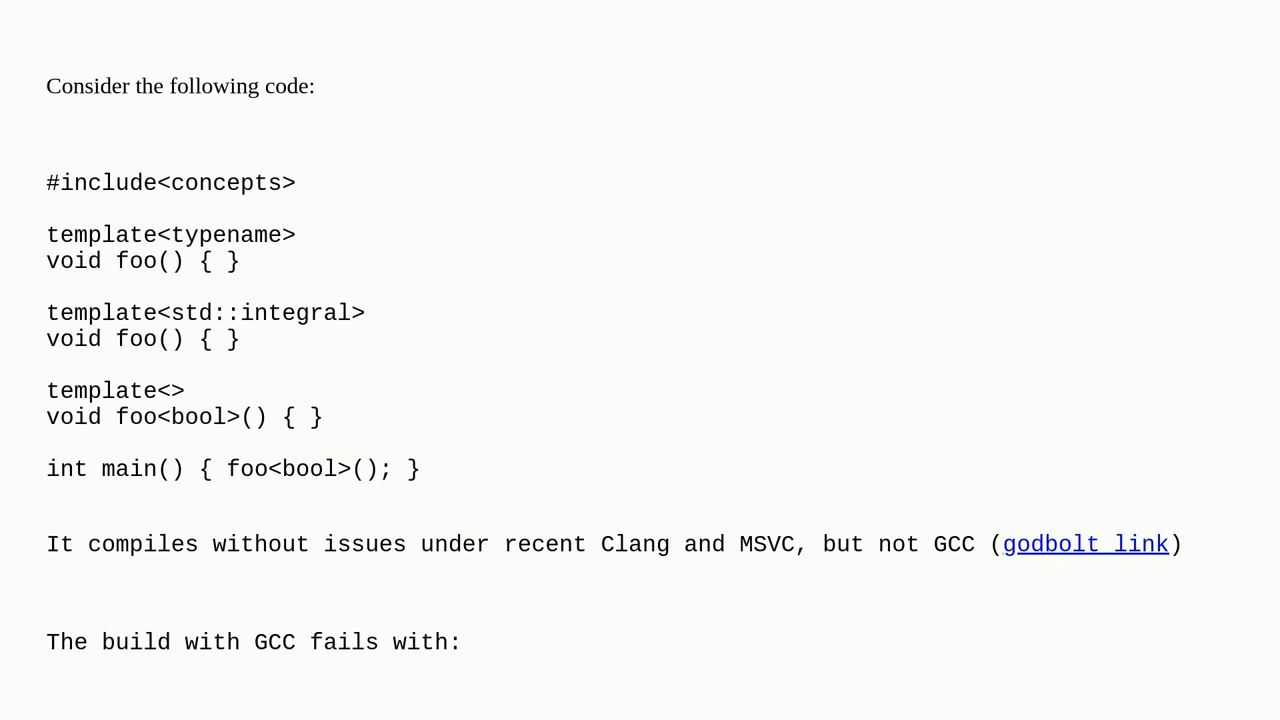 Consider the following code:
#include<concepts>
template<typename>
void foo() { }
template<std::integral>
void foo() { }
template<>
void foo<bool>() { }
int main() { foo<bool>(); }
It compiles without issues under recent Clang and MSVC, but not GCC (godbolt link)
The build with GCC fails with: